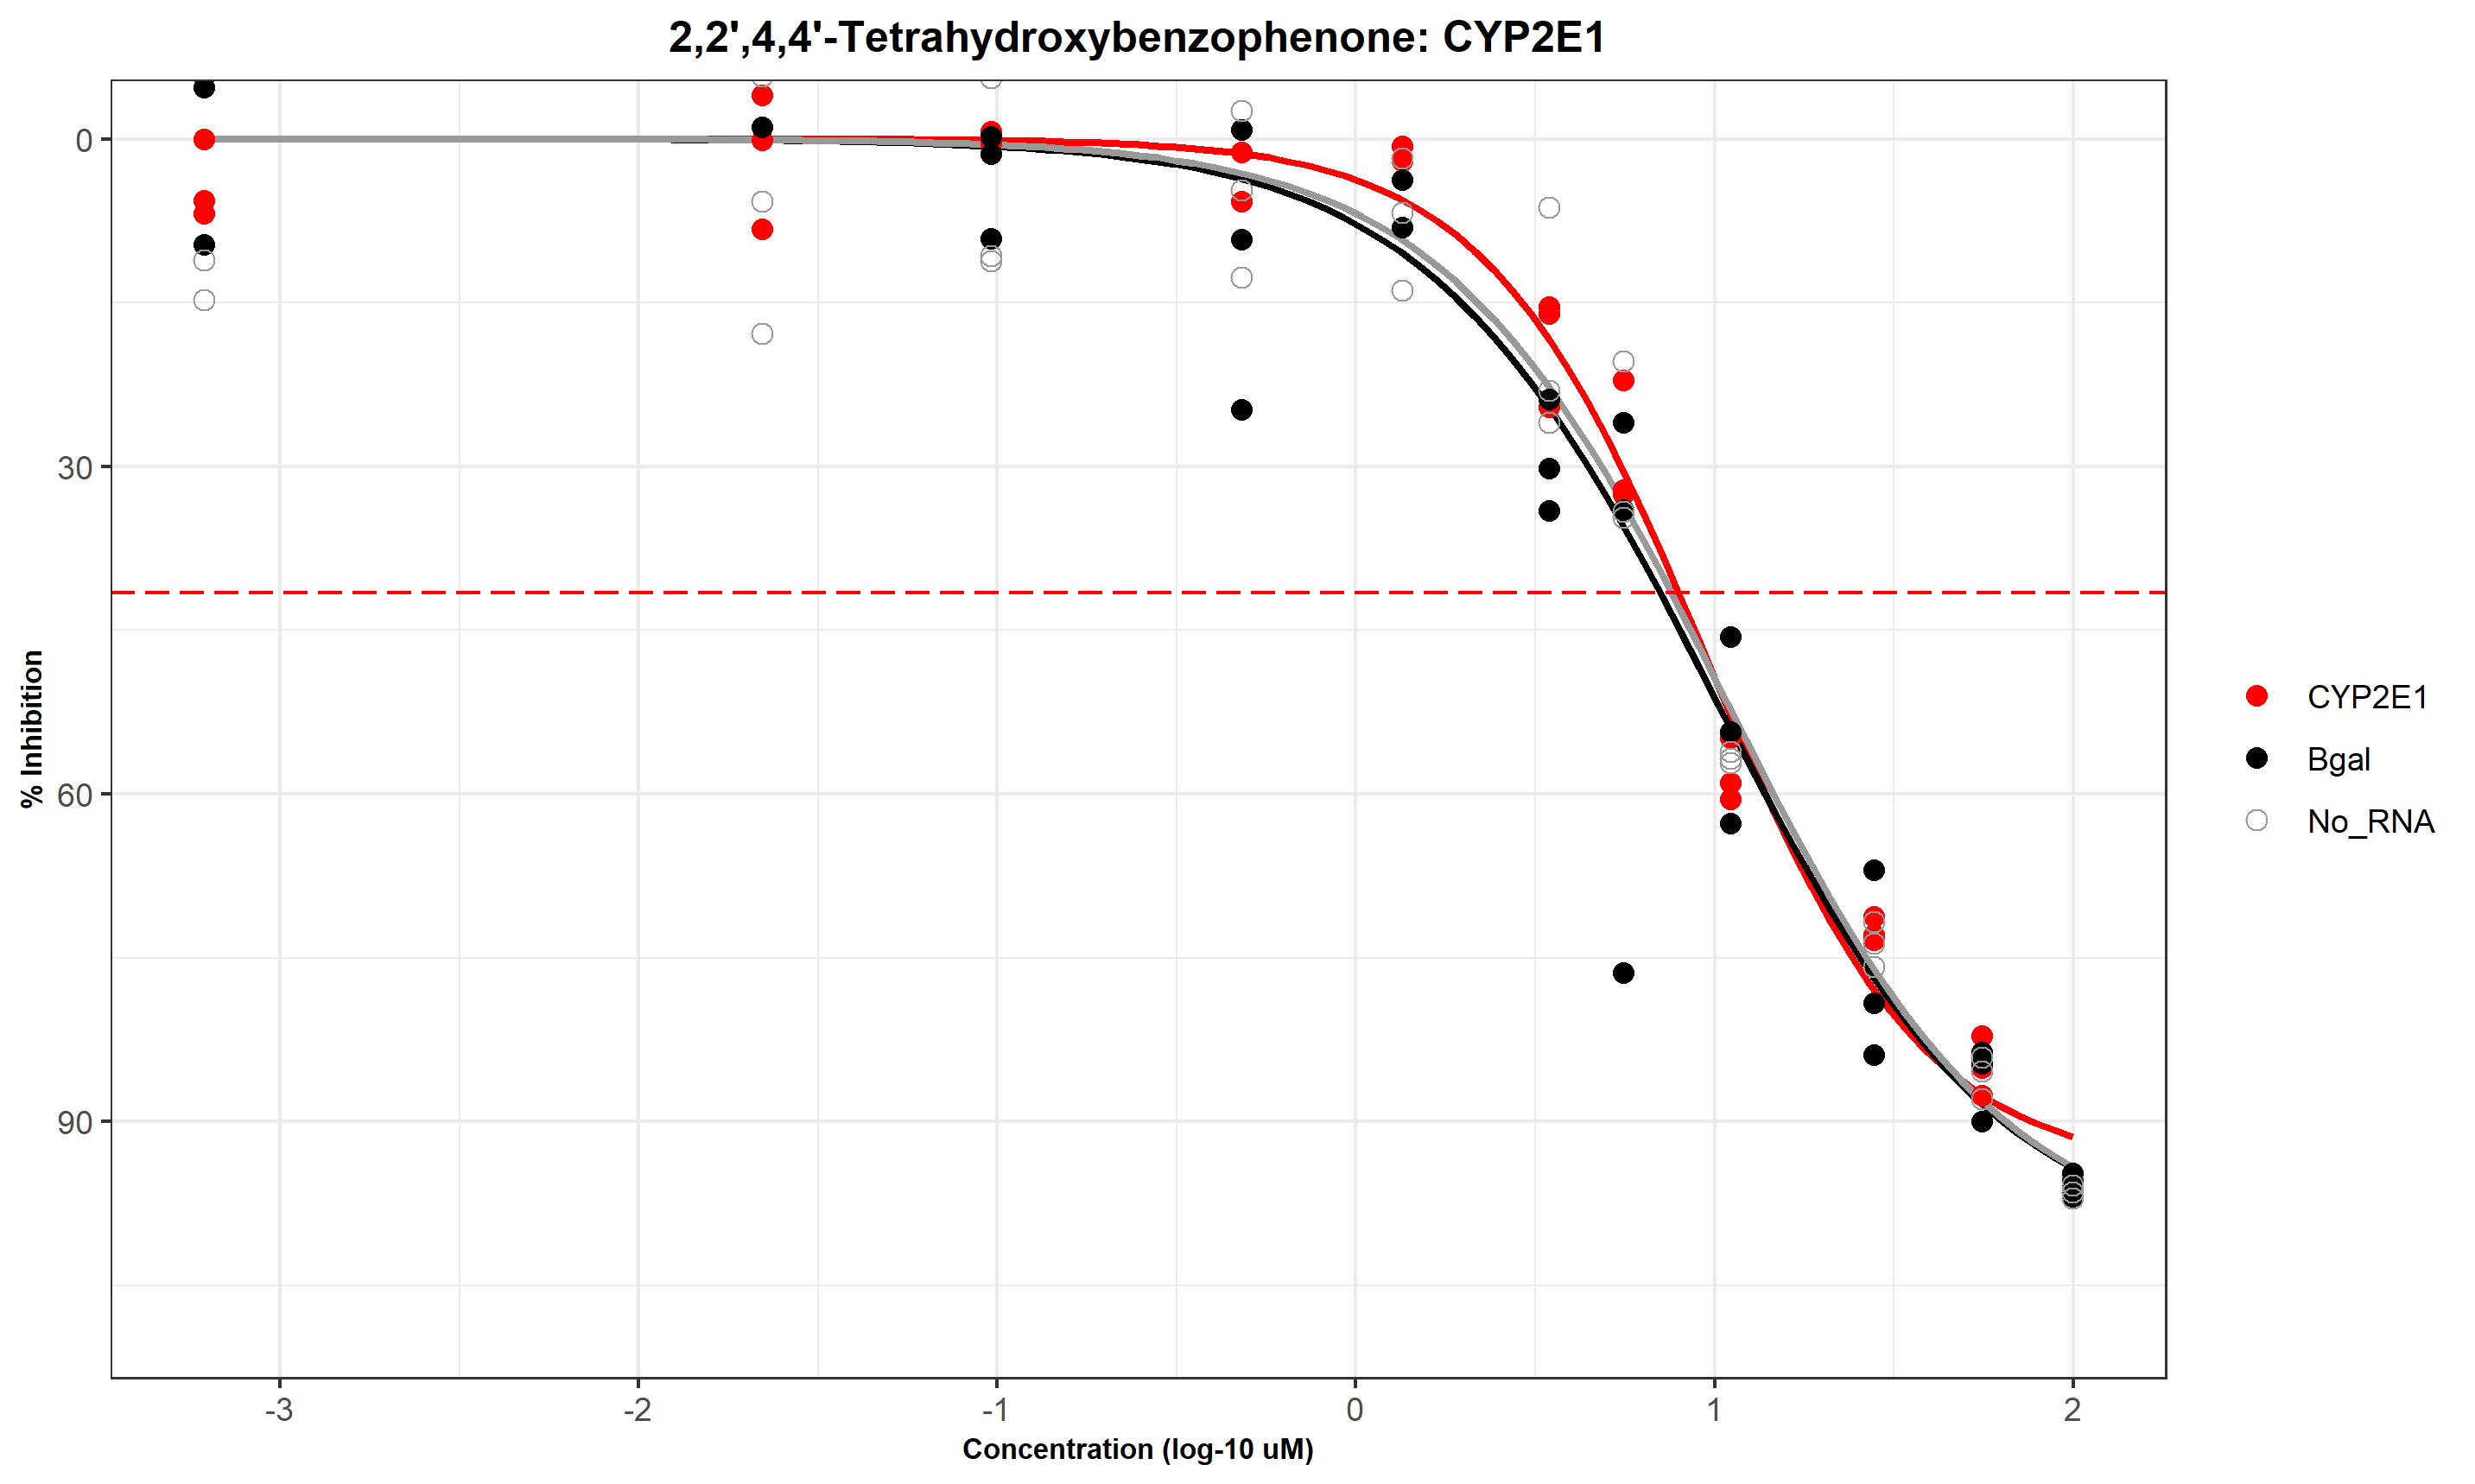 2,2',4,4'-Tetrahydroxybenzophenone: CYP2E1
0
30
60
90
% Inhibition
-3
-2
-1
0
1
2
Concentration (log-10 uM)
CYP2E1
Bgal
No_RNA